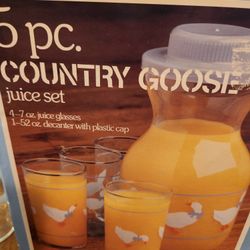 5 pc.
COUNTRY GOOSE
juice set
4–7 oz. juice glasses
1–52 oz. decanter with plastic cap